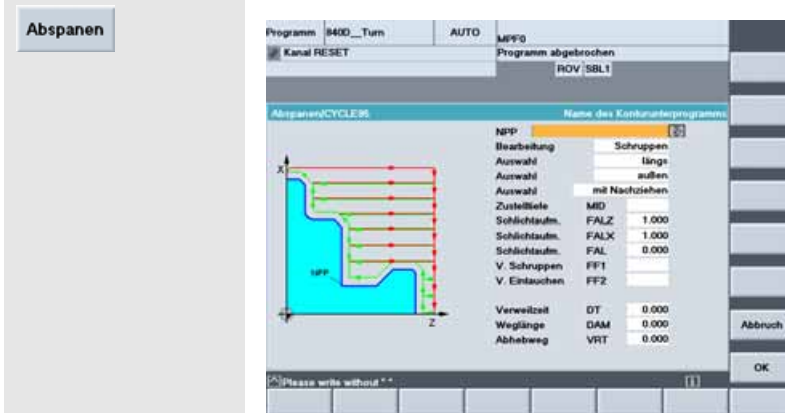 Abspanen
Programm 840D__Turn AUTO MPF0
Kanal RESET Programm abgebrochen
ROV SBL1
Abspanen/CYCLE95 Name des Konturunterprogramms
NPP
Bearbeitung Schruppen
Auswahl längs
Auswahl außen
Auswahl mit Nachziehen
Zustelltiefe MID
Schlichtaufm. FALZ 1.000
Schlichtaufm. FALX 1.000
Schlichtaufm. FAL 0.000
V. Schruppen FF1
V. Eintauchen FF2
Verweilzeit DT 0.000
Weglänge DAM 0.000
Abhebweg VRT 0.000
X
NPP
Z
Abbruch
OK
Please write without " "